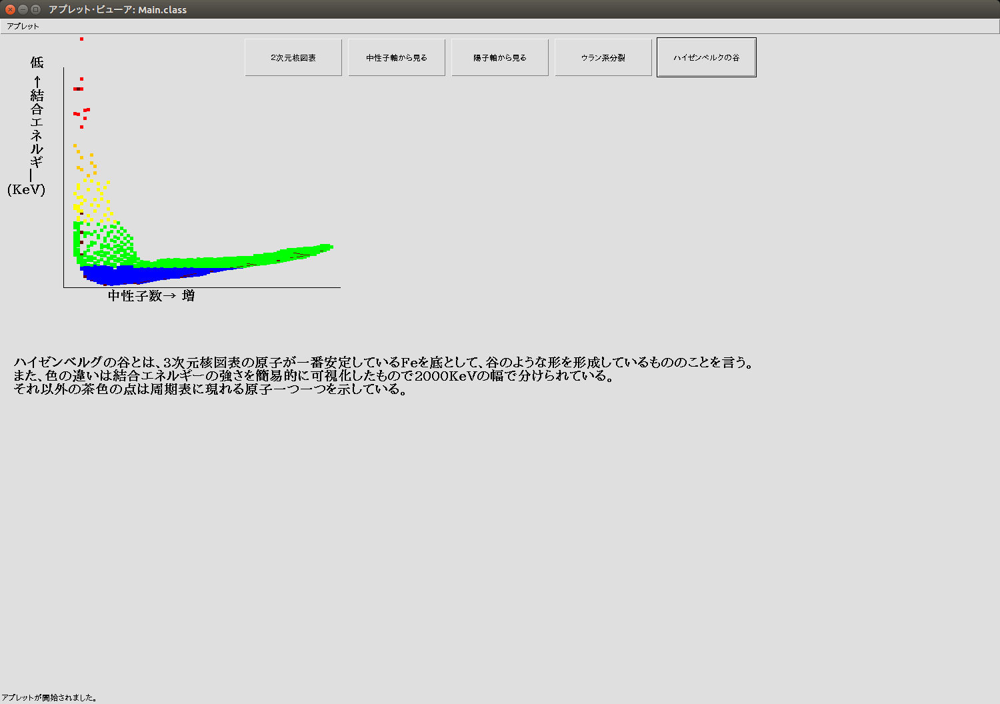 アプレット・ビューア: Main.class
アプレット
2次元核図表
中性子軸から見る
陽子軸から見る
ウラン系分裂
ハイゼンベルクの谷
低←結合エネルギー
(KeV)
中性子数→ 増
ハイゼンベルグの谷とは、3次元核図表の原子が一番安定しているFeを底として、谷のような形を形成しているもののことを言う。
また、色の違いは結合エネルギーの強さを簡易的に可視化したもので2000KeVの幅で分けられている。
それ以外の茶色の点は周期表に現れる原子一つ一つを示している。
アプレットが開始されました。